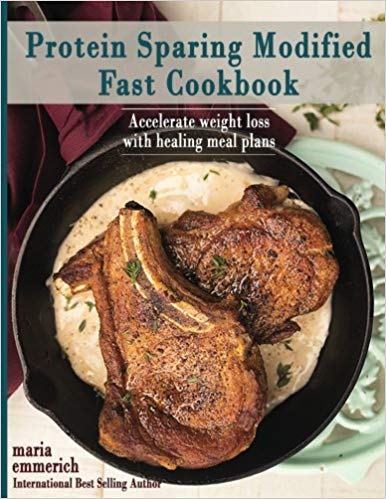 Protein Sparing Modified
Fast Cookbook
Accelerate weight loss
with healing meal plans
maria
emmerich
International Best Selling Author